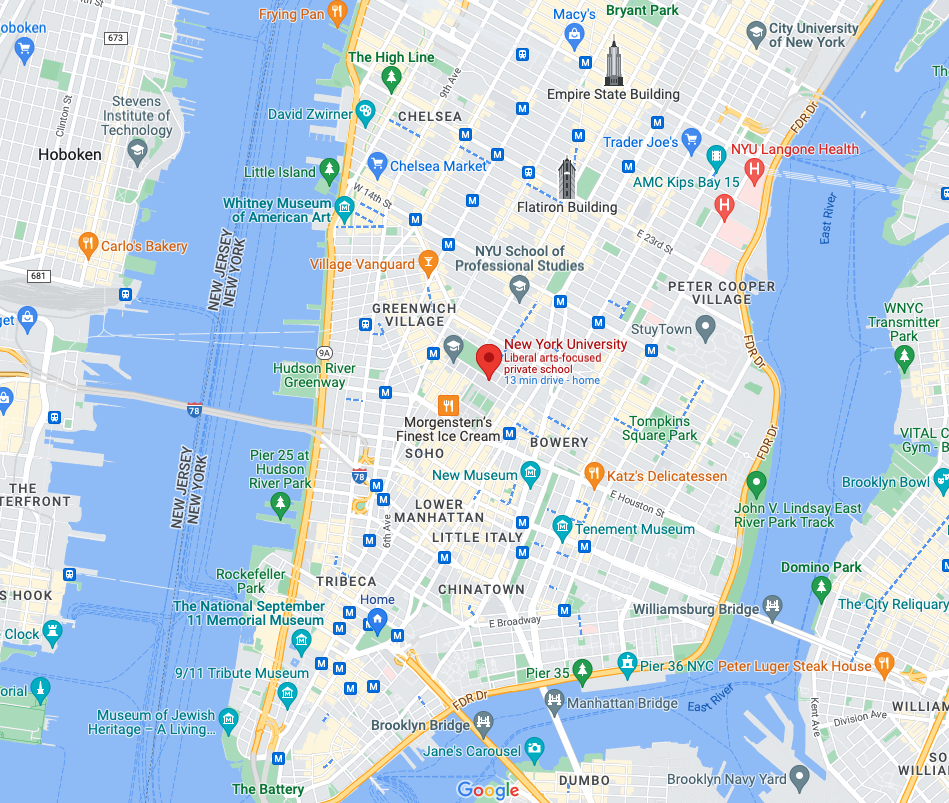 Frying Pan
Macy's
Bryant Park
City University
of New York
oboken
673
The High Line
9th Ave
Empire State Building
FDR Dr
Th
Clinton St
Stevens
Institute of
Technology
David Zwirner
CHELSEA
Trader Joe's
NYU Langone Health
Hoboken
Chelsea Market
Little Island
AMC Kips Bay 15
W 14th St
Whitney Museum
of American Art
Flatiron Building
East River
E 23rd St
Carlo's Bakery
NEW JERSEY
NEW YORK
Village Vanguard
NYU School of
Professional Studies
681
PETER COOPER
VILLAGE
GREENWICH
VILLAGE
WNYC
Transmitter
Park
get
StuyTown
New York University
Liberal arts-focused
private school
13 min drive - home
9A
FDR Dr
Hudson River
Greenway
78
Morgenstern's
Finest Ice Cream
Tompkins
Square Park
BOWERY
FDR Dr
VITAL C
Gym - B
SOHO
Pier 25 at
Hudson
River Park
NEW JERSEY
NEW YORK
78
New Museum
Katz's Delicatessen
Brooklyn Bowl
THE
TERFRONT
E Houston St
LOWER
MANHATTAN
John V. Lindsay East
River Park Track
6th Ave
Tenement Museum
LITTLE ITALY
Domino Park
Rockefeller
Park
TRIBECA
CHINATOWN
S HOOK
Home
The National September
11 Memorial Museum
Williamsburg Bridge
The City Reliquary
E Broadway
Clock
9/11 Tribute Museum
Pier 35
Pier 36 NYC
Peter Luger Steak House
orial
FDR Dr
Manhattan Bridge
East River
Kent Ave
WILLIAM
Museum of Jewish
Heritage – A Living...
Brooklyn Bridge
Division Ave
Jane's Carousel
SO
WILLIAM
The Battery
Google
DUMBO
Brooklyn Navy Yard